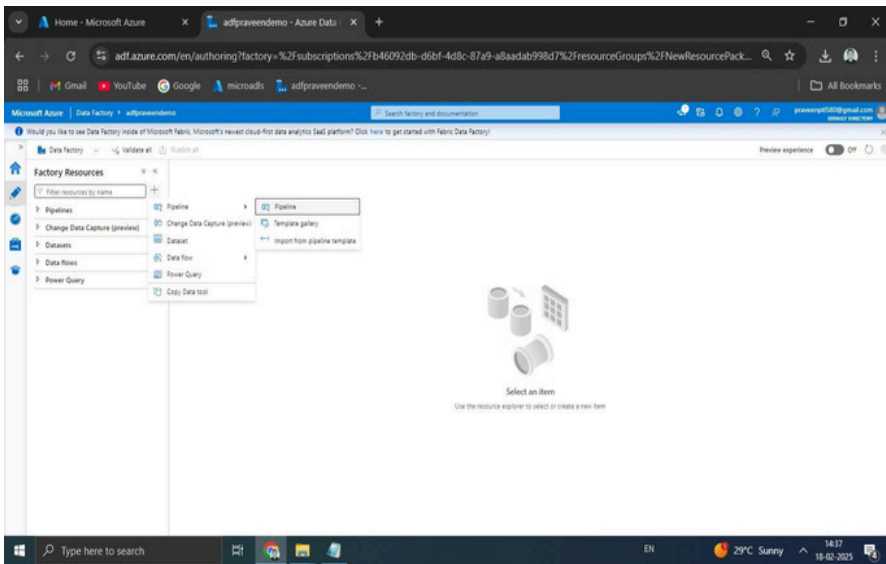 Home - Microsoft Azure
adfpraveendemo - Azure Data
adf.azure.com/en/authoring?factory=%2Fsubscriptions%2Fb46092db-d6bf-4d8c-87a9-a8aadab998d7%2FresourceGroups%2FNewResourcePack...
Gmail YouTube Google microadls adfpraveendemo -... All Bookmarks
Microsoft Azure Data Factory adfpraveendemo Search factory and documentation praveenptl580@gmail.com
DEFAULT DIRECTORY
Would you like to see Data Factory inside of Microsoft Fabric, Microsoft's newest cloud-first data analytics SaaS platform? Click here to get started with Fabric Data Factory!
Data Factory Validate all Publish all Preview experience Off
Factory Resources
Filter resources by name
Pipelines
Change Data Capture (preview)
Datasets
Data flows
Power Query
Pipeline
Change Data Capture (preview)
Dataset
Data flow
Power Query
Copy Data tool
Pipeline
Template gallery
Import from pipeline template
Select an item
Use the resource explorer to select or create a new item
Type here to search EN 29°C Sunny 14:37
18-02-2025